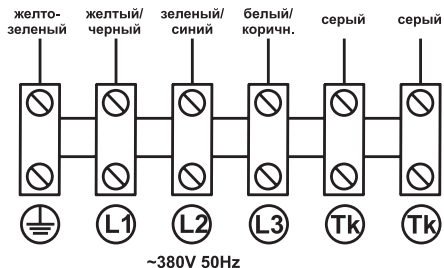 желто-
зеленый
желтый/
черный
зеленый/
синий
белый/
коричн.
серый
серый
L1
L2
L3
Tk
Tk
~380V 50Hz